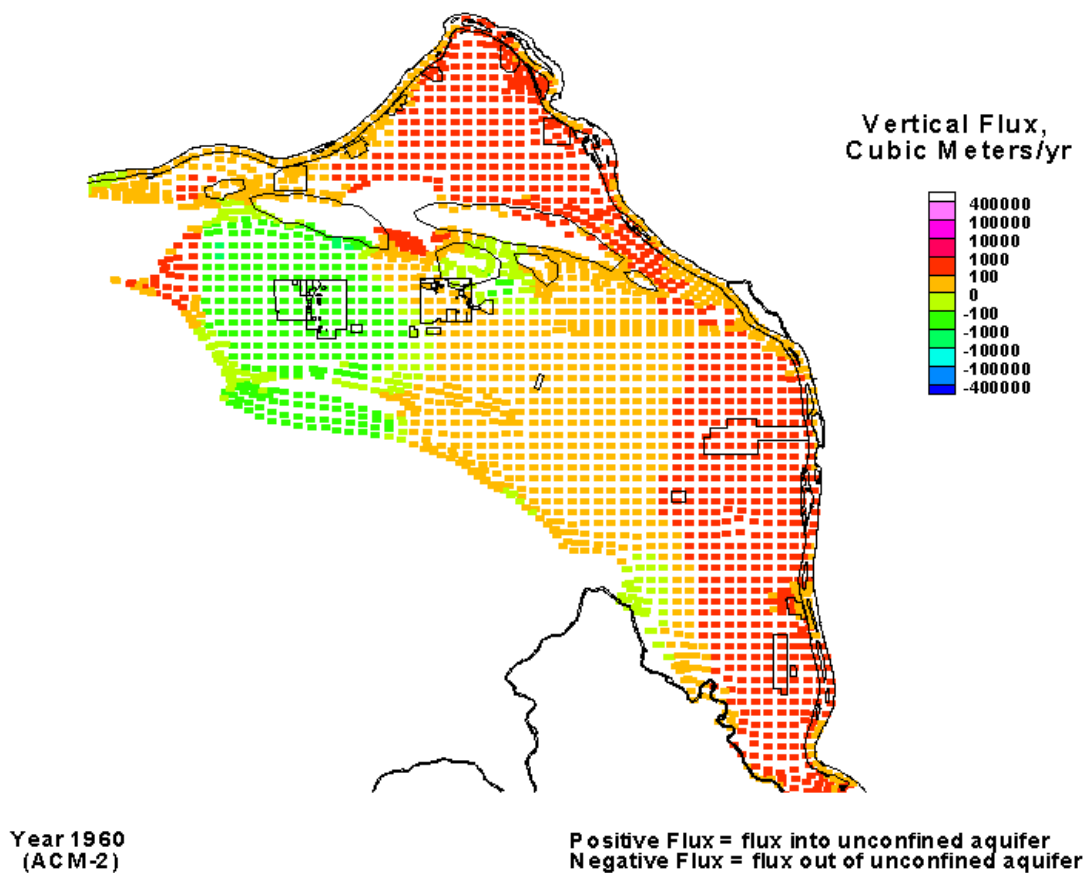 Vertical Flux,
Cubic Meters/yr
400000
100000
10000
1000
100
0
-100
-1000
-10000
-100000
-400000
Year 1960
(ACM-2)
Positive Flux = flux into unconfined aquifer
Negative Flux = flux out of unconfined aquifer